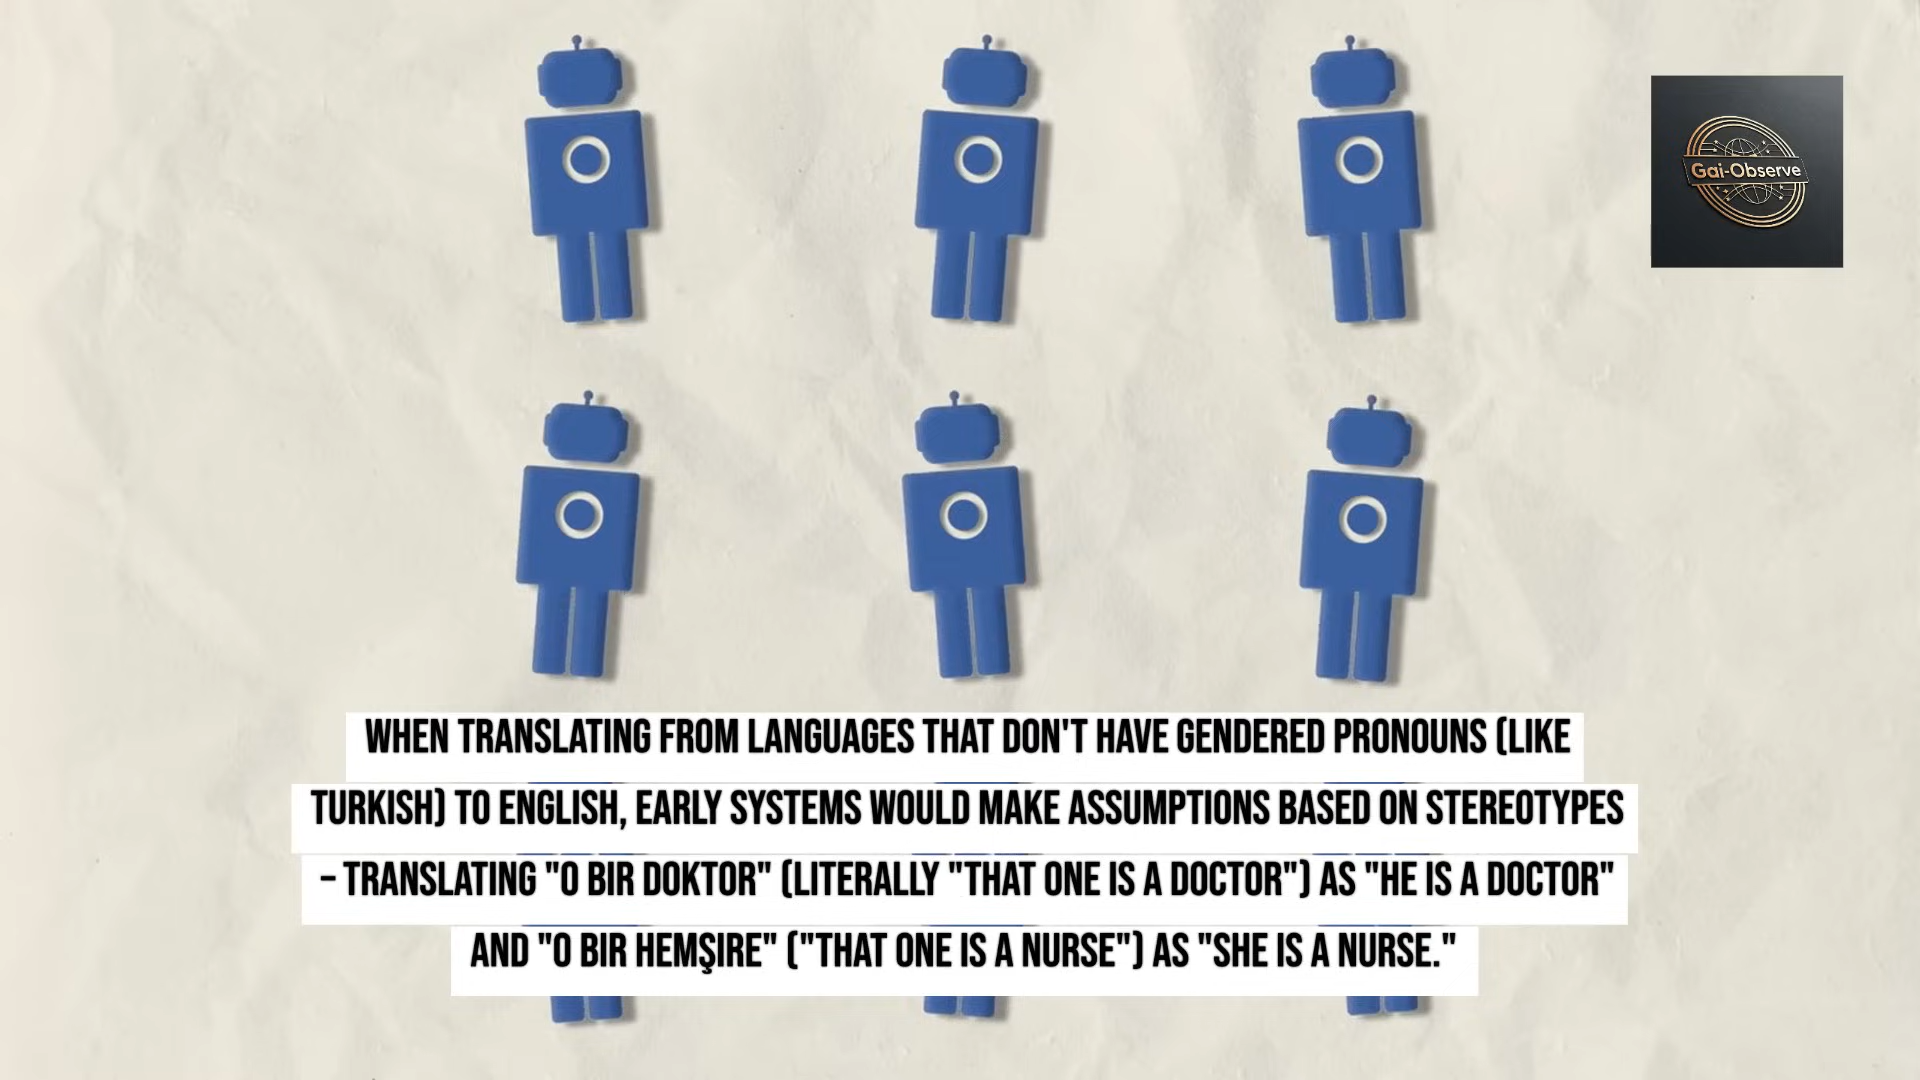 Gai-Observe
WHEN TRANSLATING FROM LANGUAGES THAT DON'T HAVE GENDERED PRONOUNS (LIKE
TURKISH) TO ENGLISH, EARLY SYSTEMS WOULD MAKE ASSUMPTIONS BASED ON STEREOTYPES
– TRANSLATING "O BIR DOKTOR" (LITERALLY "THAT ONE IS A DOCTOR") AS "HE IS A DOCTOR"
AND "O BIR HEMŞIRE" ("THAT ONE IS A NURSE") AS "SHE IS A NURSE."